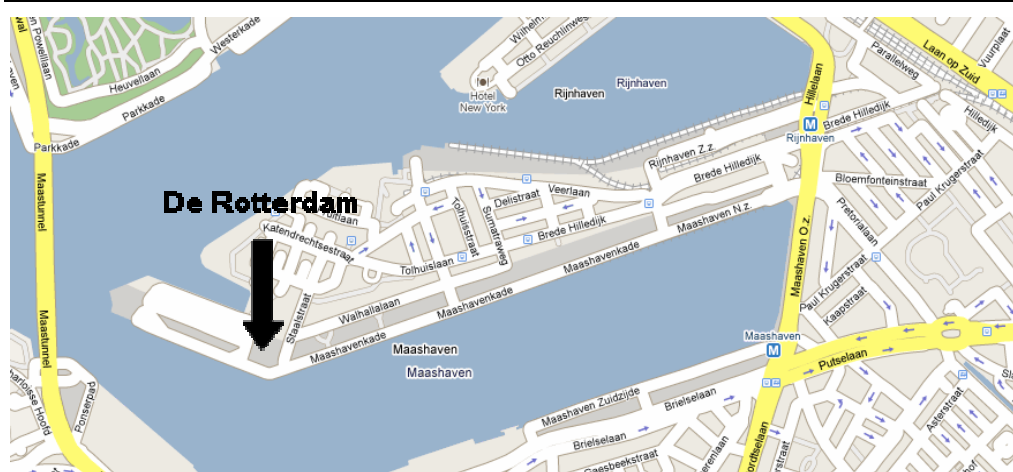 Westerkade
Heuvellaan
Parkkade
Parkkade
Maastunnel
Maastunnel
Otto Reuchlinweg
Hotel
New York
Rijnhaven
Rijnhaven
Hillelaan
Parallelweg
Laan op Zuid
Vuurplaat
Hilledijk
M
Rijnhaven
Brede Hilledijk
Rijnhaven Z.z.
Brede Hilledijk
Bloemfonteinstraat
Paul Krugerstraat
Pretorialaan
De Rotterdam
Katendrechtsestraat
Tolhuisstraat
Sumatraweg
Delistraat
Veerlaan
Brede Hilledijk
Tolhuislaan
Maashaven N.z.
Maashavenkade
Maashavenkade
Maashavenkade
Walhallalaan
Staalstraat
Maashaven O.z.
Paul Krugerstraat
Kaapstraat
Maashaven
Maashaven
Maashaven
M
Putselaan
Maashaven Zuidzijde
Brielselaan
Brielselaan
Gaesbeekstraat
Asterstraat
Ponserpad